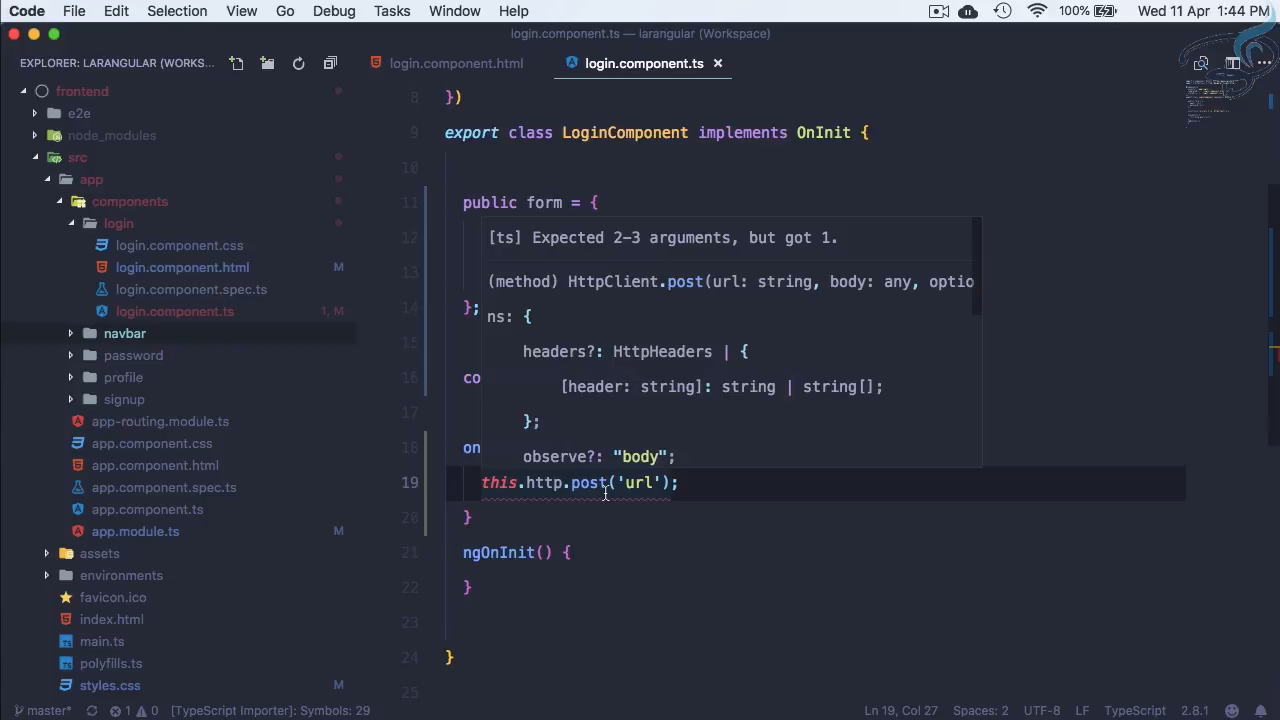 Code File Edit Selection View Go Debug Tasks Window Help 100% Wed 11 Apr 1:44 PM
login.component.ts — larangular (Workspace)
EXPLORER: LARANGULAR (WORKS...
login.component.html login.component.ts
frontend
e2e
node_modules
src
app
components
login
login.component.css
login.component.html M
login.component.spec.ts
login.component.ts 1, M
navbar
password
profile
signup
app-routing.module.ts
app.component.css
app.component.html
app.component.spec.ts
app.component.ts
app.module.ts M
assets
environments
favicon.ico
index.html
main.ts
polyfills.ts
styles.css M
8 })
9 export class LoginComponent implements OnInit {
10
11 public form = {
12
13
14 };
15
16 co
17
18 on
19 this.http.post('url');
20 }
21 ngOnInit() {
22 }
23
24 }
25
[ts] Expected 2-3 arguments, but got 1.
(method) HttpClient.post(url: string, body: any, optio
ns: {
headers?: HttpHeaders | {
[header: string]: string | string[];
};
observe?: "body";
master* 1 0 [TypeScript Importer]: Symbols: 29 Ln 19, Col 27 Spaces: 2 UTF-8 LF TypeScript 2.8.1